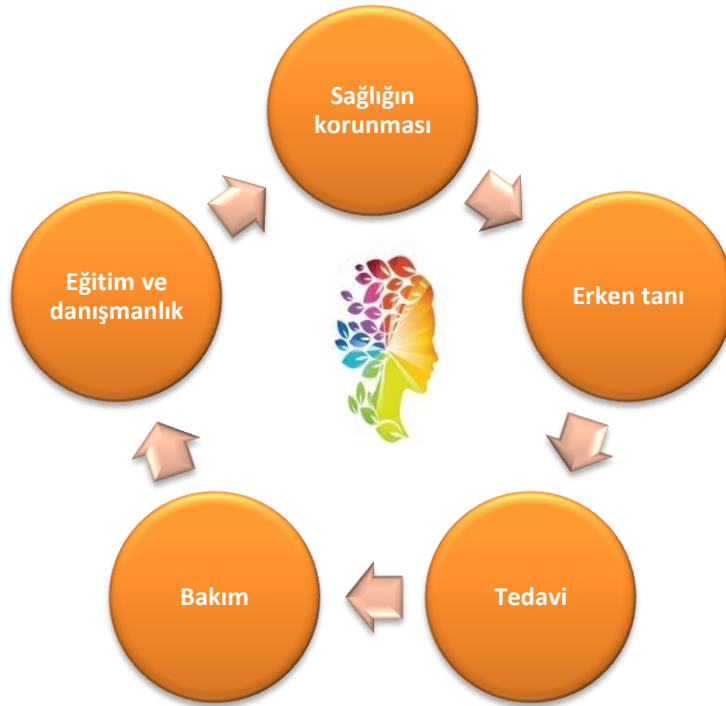 Sağlığın
korunması
Erken tanı
Tedavi
Bakım
Eğitim ve
danışmanlık